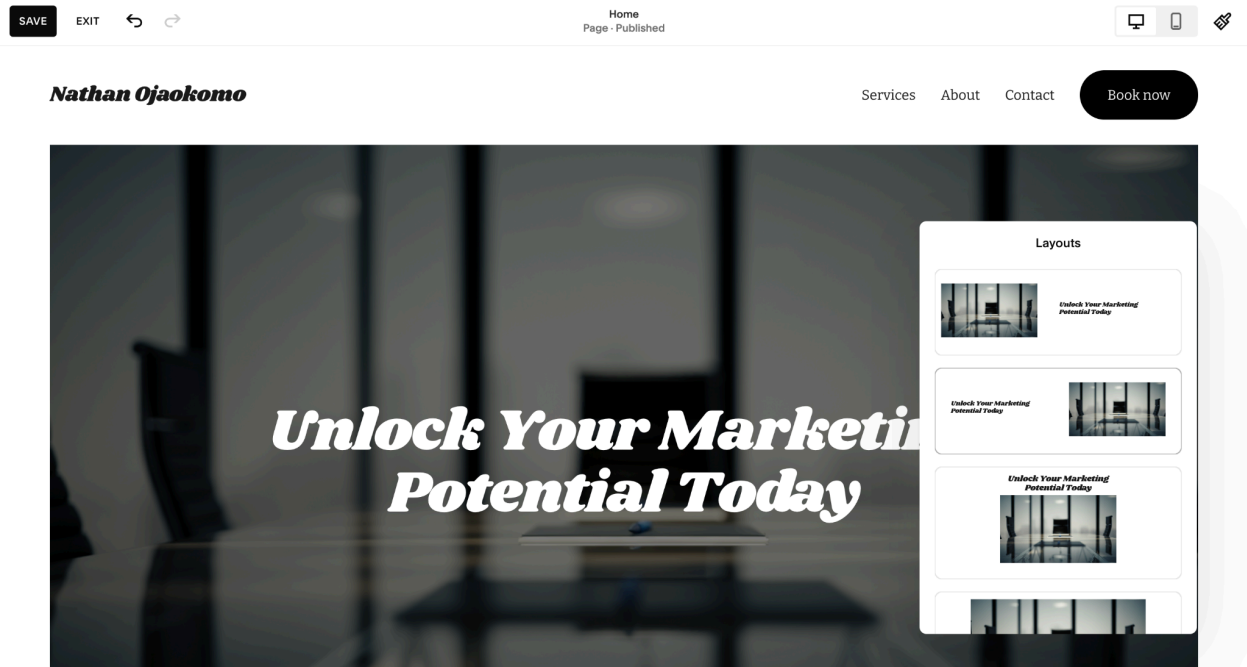 SAVE
EXIT
Home
Page · Published
Nathan Ojaokomo
Services
About
Contact
Book now
Layouts
Unlock Your Marketing
Potential Today
Unlock Your Marketing
Potential Today
Unlock Your Marketing
Potential Today
Unlock Your Marketin
Potential Today